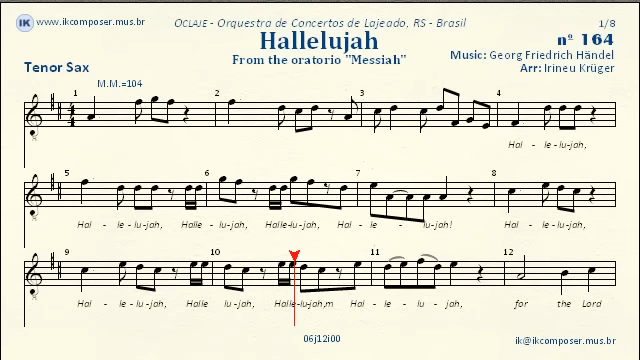 IK www.ikcomposer.mus.br
OCLAJE - Orquestra de Concertos de Lajeado, RS - Brasil
1/8
Hallelujah
nº 164
From the oratorio "Messiah"
Music: Georg Friedrich Händel
Tenor Sax
Arr: Irineu Krüger
M.M.=104
1 2 3 4
4 4
Hal - le - lu-jah,
5 6 7 8
Hal - le-lu-jah, Halle-lu-jah, Halle-lu-jah, Hal - le - lu-jah! Hal - le - lu-jah,
9 10 11 12
Hal - le-lu-jah, Halle lu-jah, Halle-lu-jah,m Hal - le - lu - jah, for the Lord
06j12i00
ik@ikcomposer.mus.br